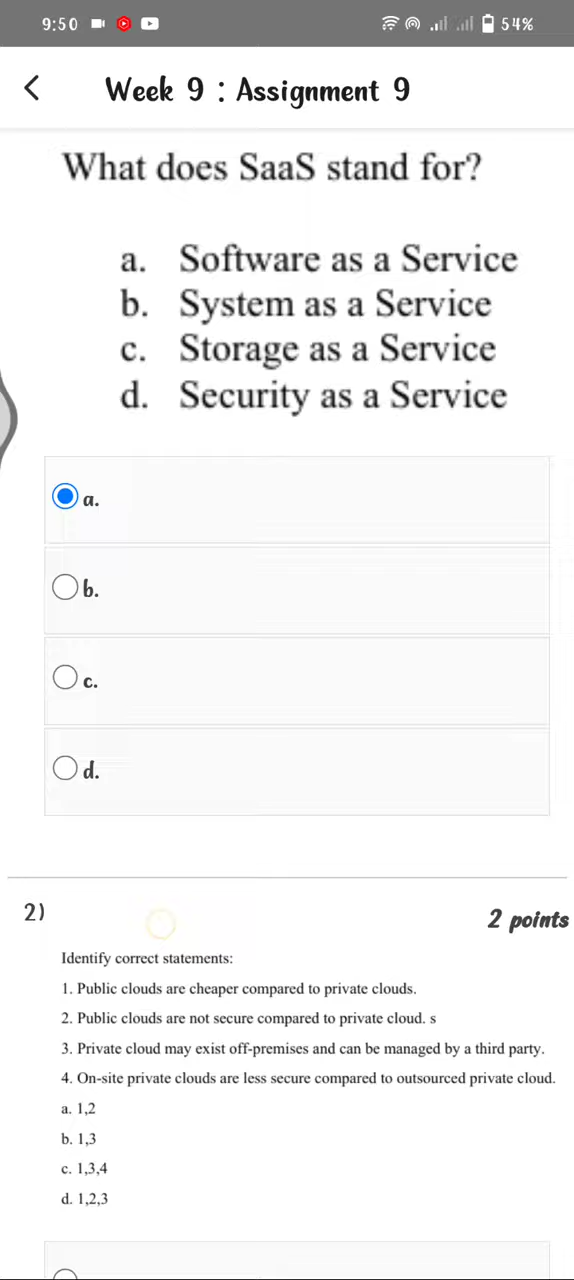 9:50
54%
Week 9 : Assignment 9
What does SaaS stand for?
a. Software as a Service
b. System as a Service
c. Storage as a Service
d. Security as a Service
a.
b.
c.
d.
2)
2 points
Identify correct statements:
1. Public clouds are cheaper compared to private clouds.
2. Public clouds are not secure compared to private cloud. s
3. Private cloud may exist off-premises and can be managed by a third party.
4. On-site private clouds are less secure compared to outsourced private cloud.
a. 1,2
b. 1,3
c. 1,3,4
d. 1,2,3